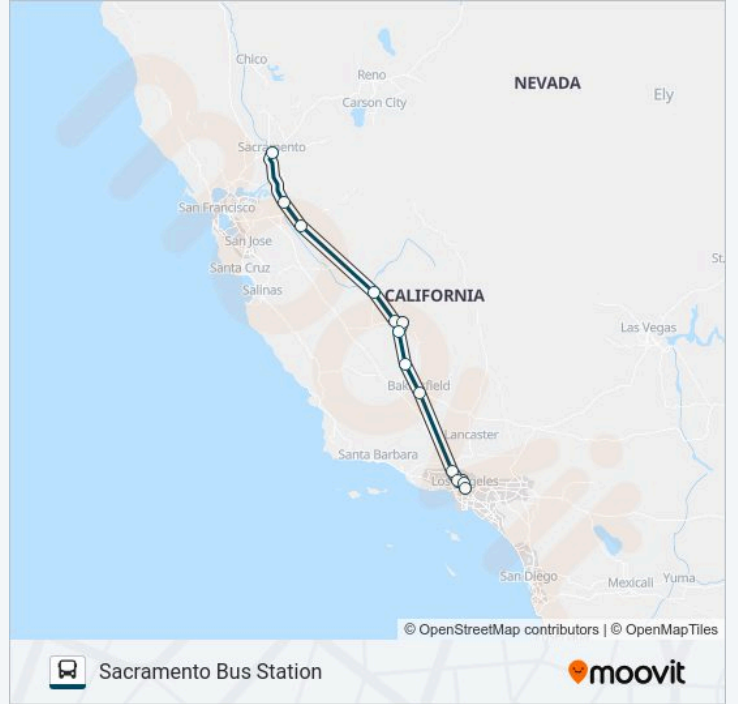 Chico
Reno
NEVADA
Ely
Carson City
Sacramento
San Francisco
San Jose
Santa Cruz
CALIFORNIA
Salinas
St.
Las Vegas
Bakersfield
Lancaster
Santa Barbara
Los Angeles
San Diego
Mexicali
Yuma
© OpenStreetMap contributors | © OpenMapTiles
Sacramento Bus Station
moovit